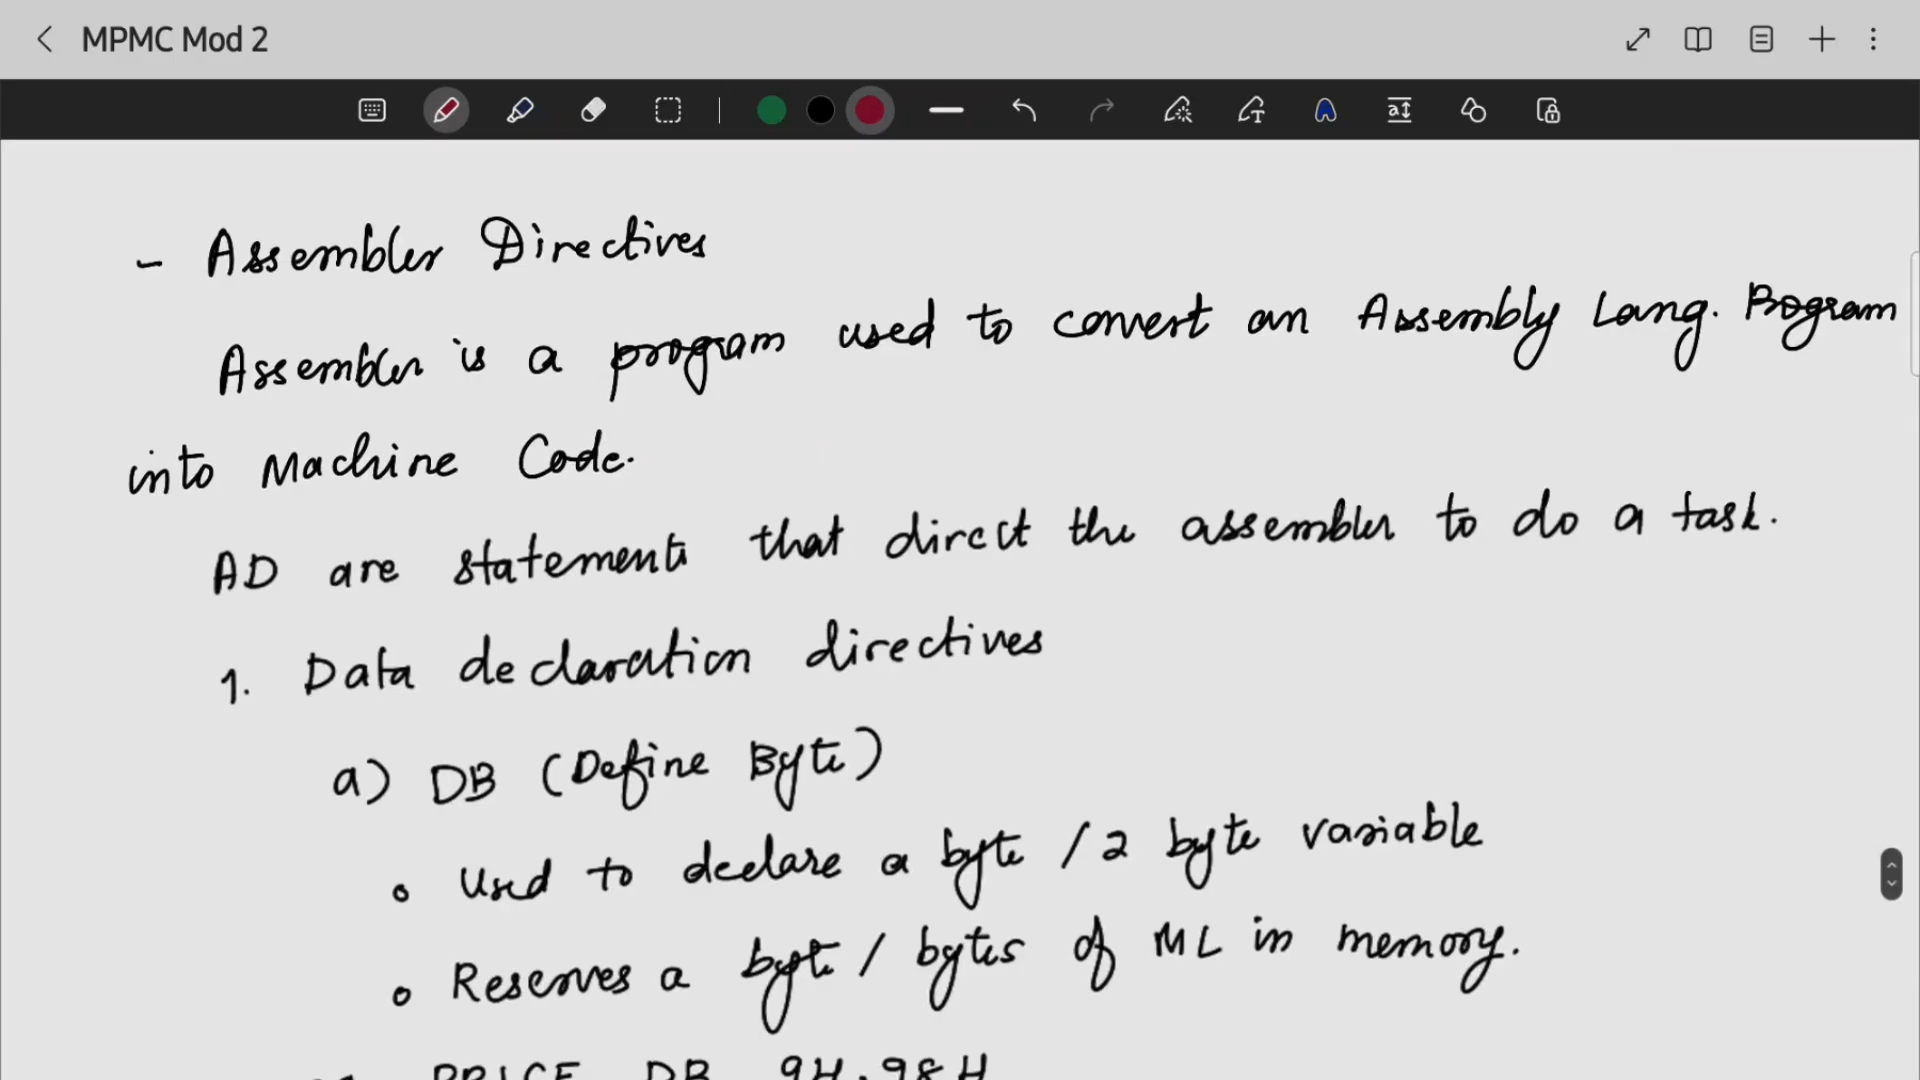 MPMC Mod 2
- Assembler Directives
Assembler is a program used to convert an Assembly Lang. Program
into Machine Code.
AD are statements that direct the assembler to do a task.
1. Data declaration directives
a) DB (Define Byte)
• Used to declare a byte / 2 byte variable
• Reserves a byte / bytes of ML in memory.
PRICE DB